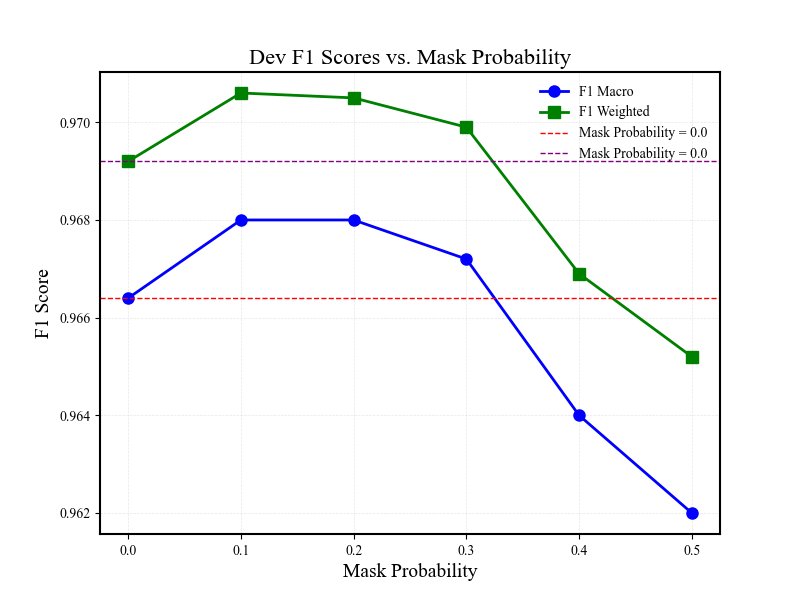 Dev F1 Scores vs. Mask Probability
F1 Macro
F1 Weighted
Mask Probability = 0.0
Mask Probability = 0.0
F1 Score
0.970
0.968
0.966
0.964
0.962
0.0 0.1 0.2 0.3 0.4 0.5
Mask Probability